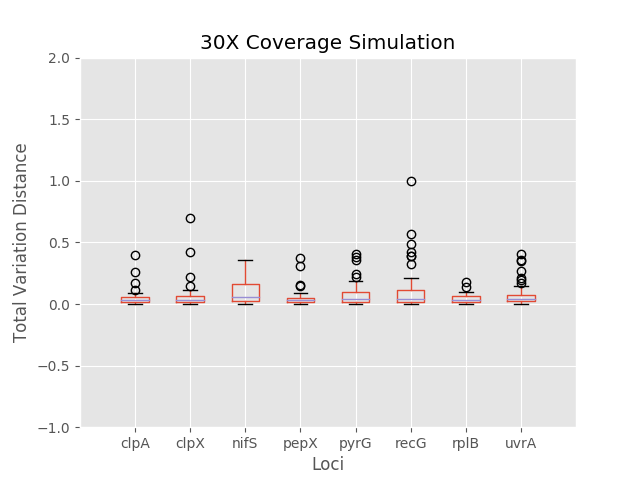 30X Coverage Simulation
Total Variation Distance
2.0
1.5
1.0
0.5
0.0
−0.5
−1.0
clpA clpX nifS pepX pyrG recG rplB uvrA
Loci